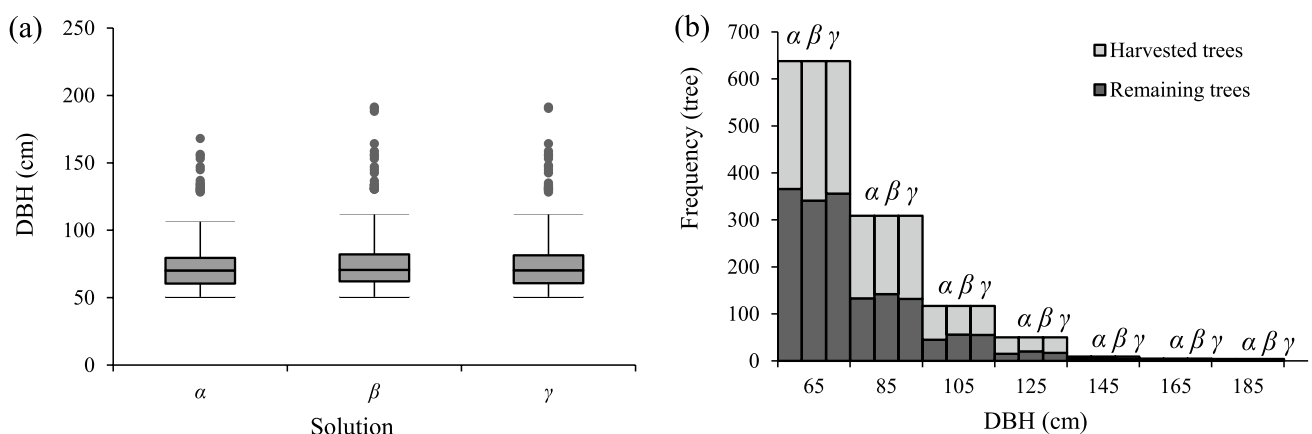 (a)
250
200
150
100
50
0
DBH (cm)
α β γ
Solution
(b)
700
600
500
400
300
200
100
0
Frequency (tree)
α β γ
α β γ
α β γ
α β γ
α β γ
α β γ
α β γ
Harvested trees
Remaining trees
65 85 105 125 145 165 185
DBH (cm)